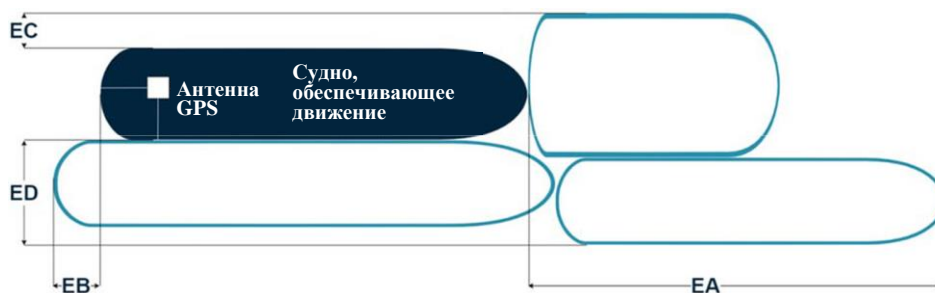 EC
Антенна
GPS
Судно,
обеспечивающее
движение
ED
EB
EA